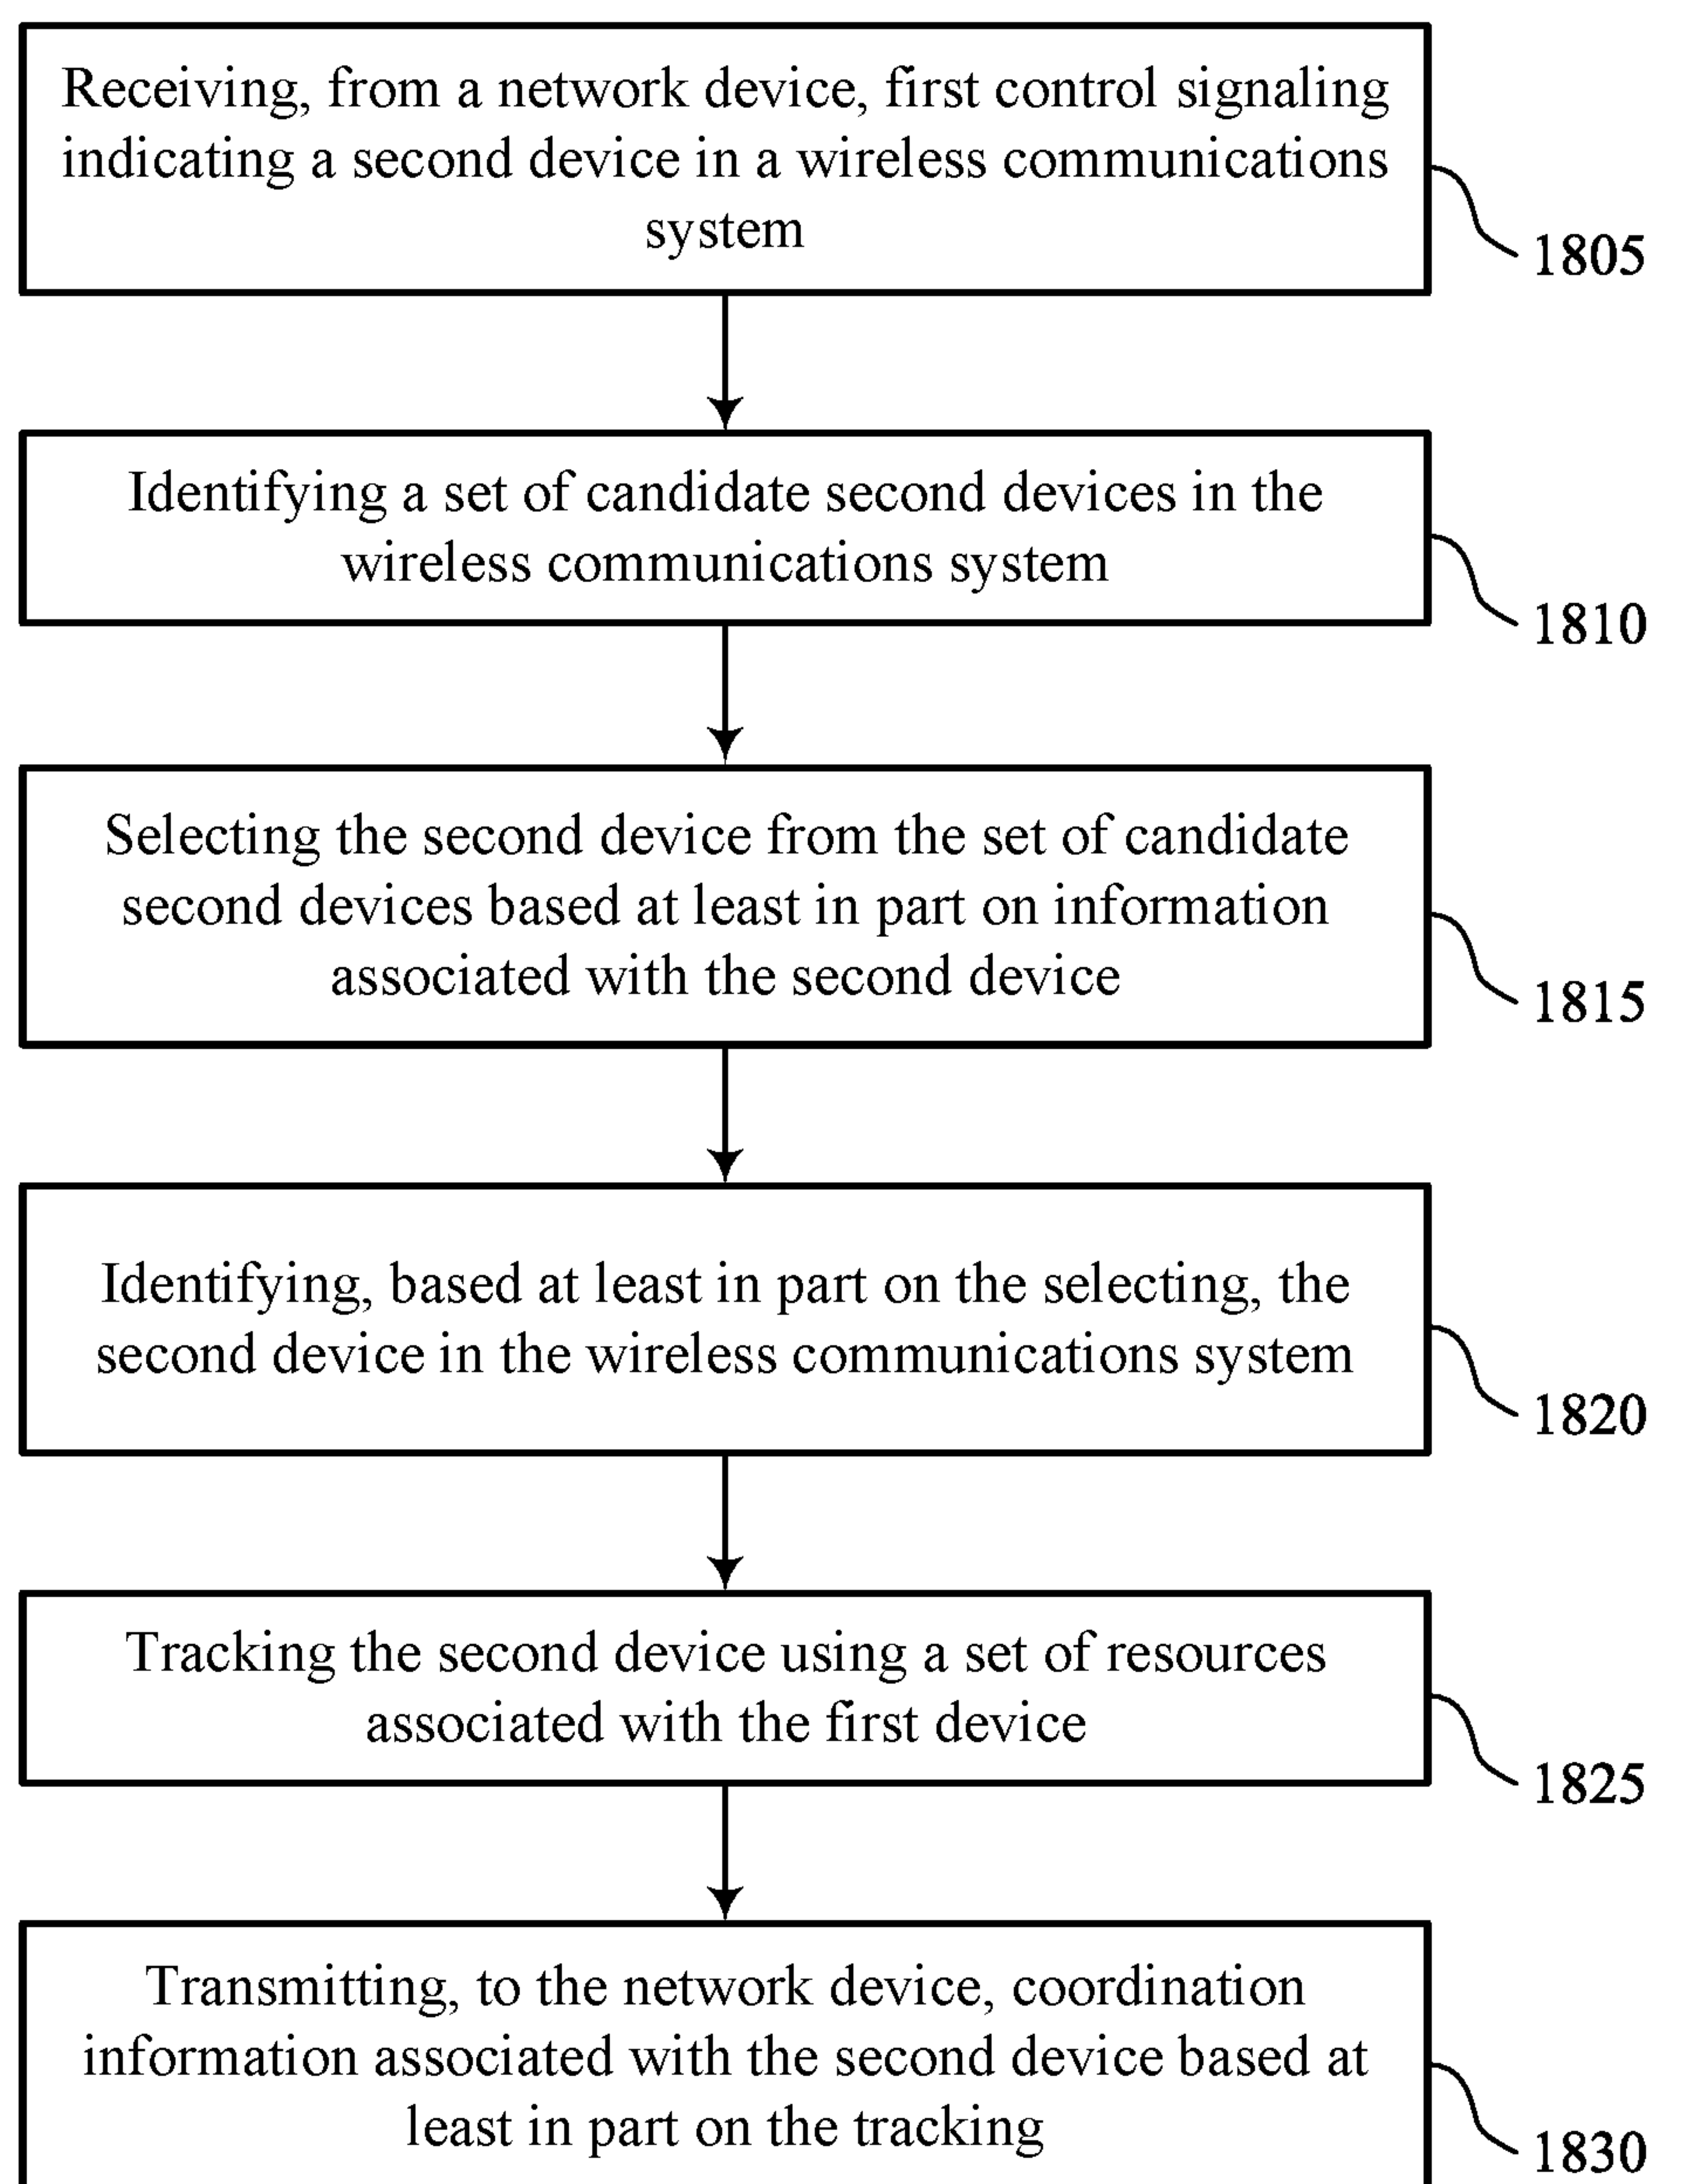 Receiving, from a network device, first control signaling
indicating a second device in a wireless communications
system
1805
Identifying a set of candidate second devices in the
wireless communications system
1810
Selecting the second device from the set of candidate
second devices based at least in part on information
associated with the second device
1815
Identifying, based at least in part on the selecting, the
second device in the wireless communications system
1820
Tracking the second device using a set of resources
associated with the first device
1825
Transmitting, to the network device, coordination
information associated with the second device based at
least in part on the tracking
1830